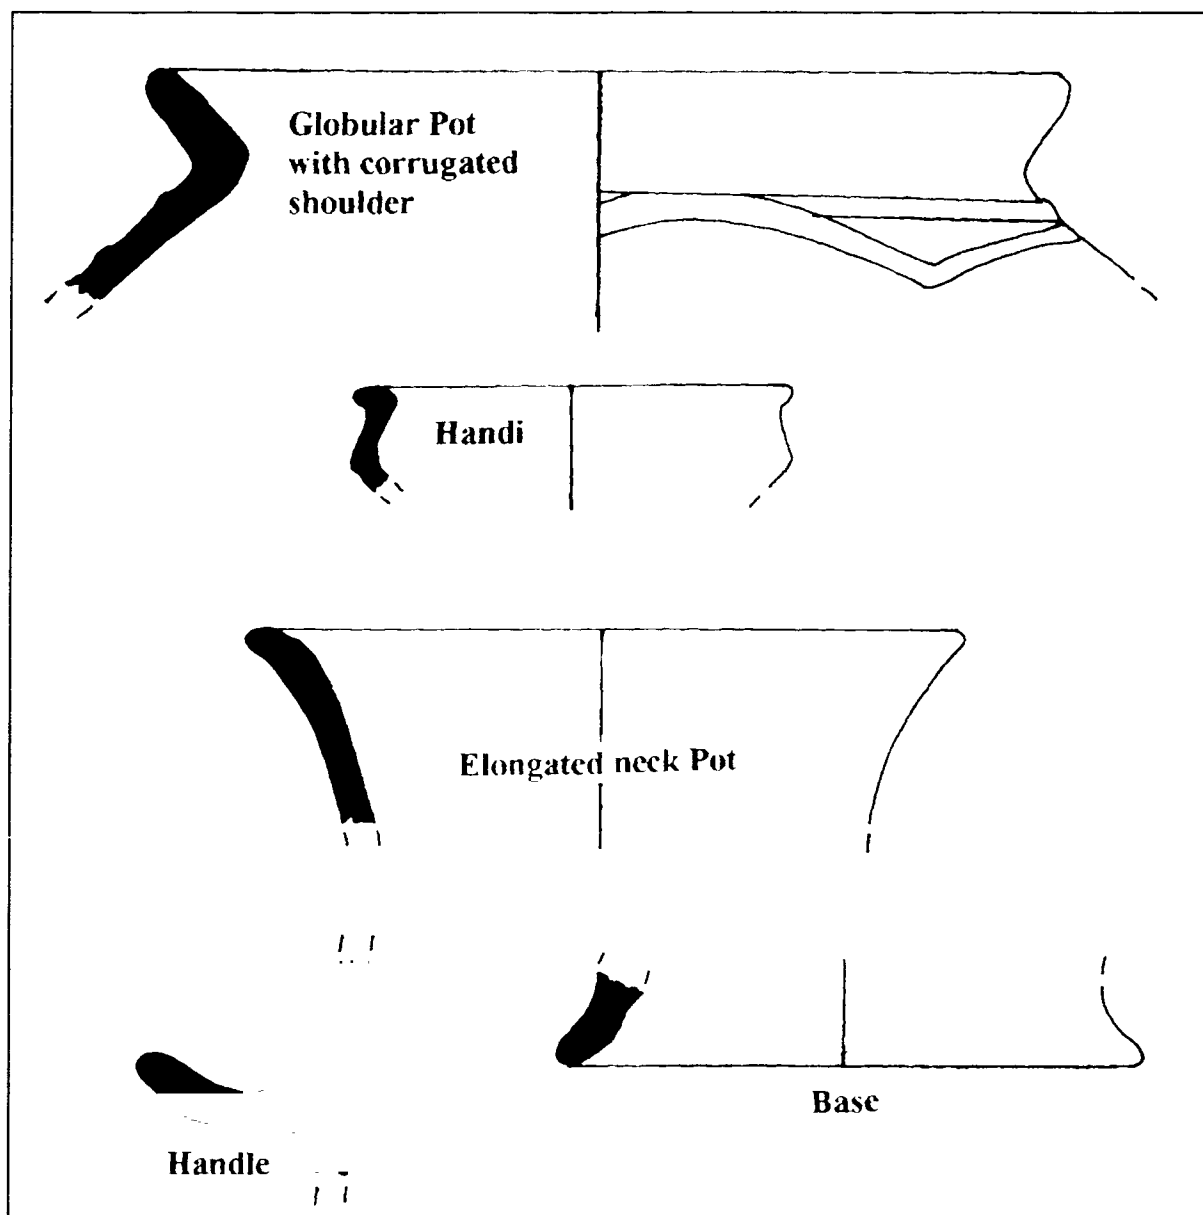 Globular Pot
with corrugated
shoulder
Handi
Elongated neck Pot
Base
Handle